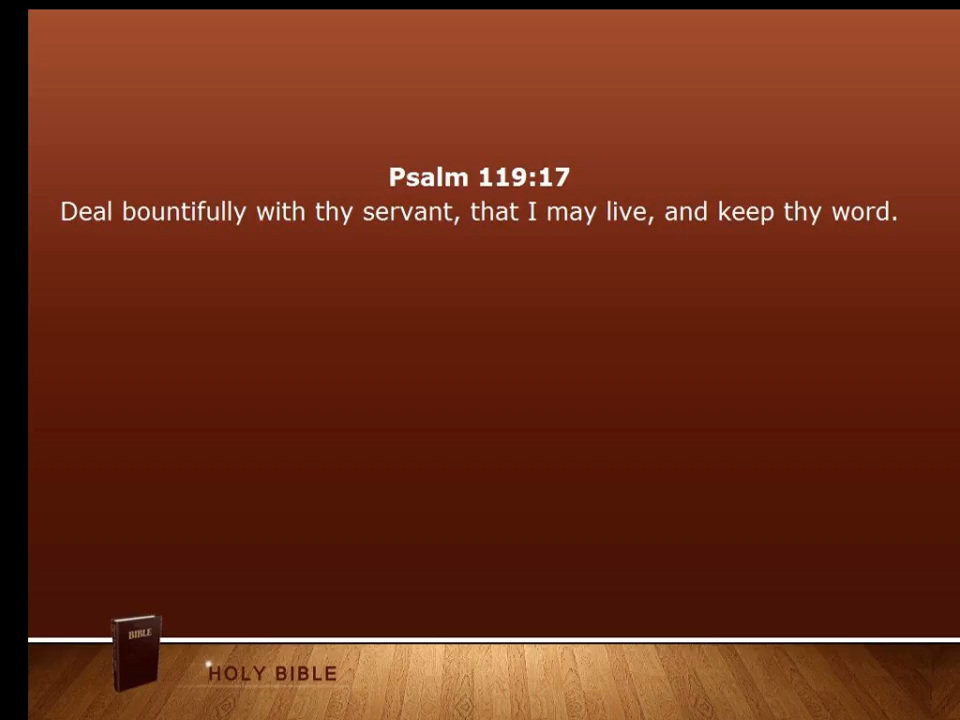 Psalm 119:17
Deal bountifully with thy servant, that I may live, and keep thy word.
BIBLE
HOLY BIBLE